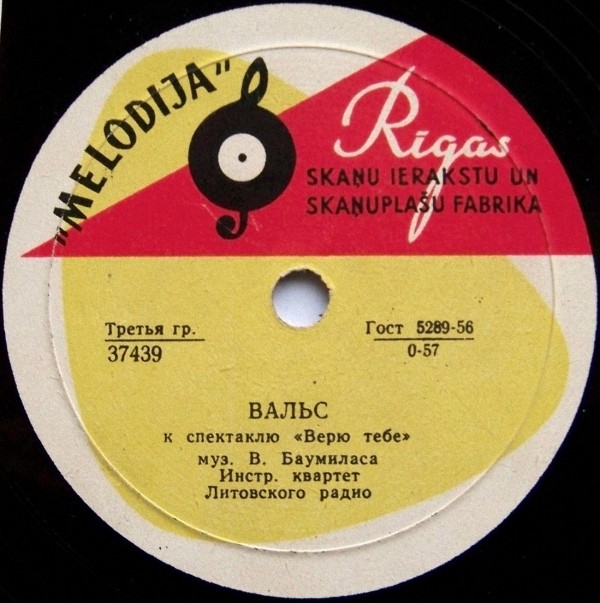 "MELODIJA"
Rīgas
SKAŅU IERAKSTU UN
SKAŅUPLAŠU FABRIKA
Третья гр.
37439
Гост 5289-56
0-57
ВАЛЬС
к спектаклю «Верю тебе»
муз. В. Баумиласа
Инстр. квартет
Литовского радио